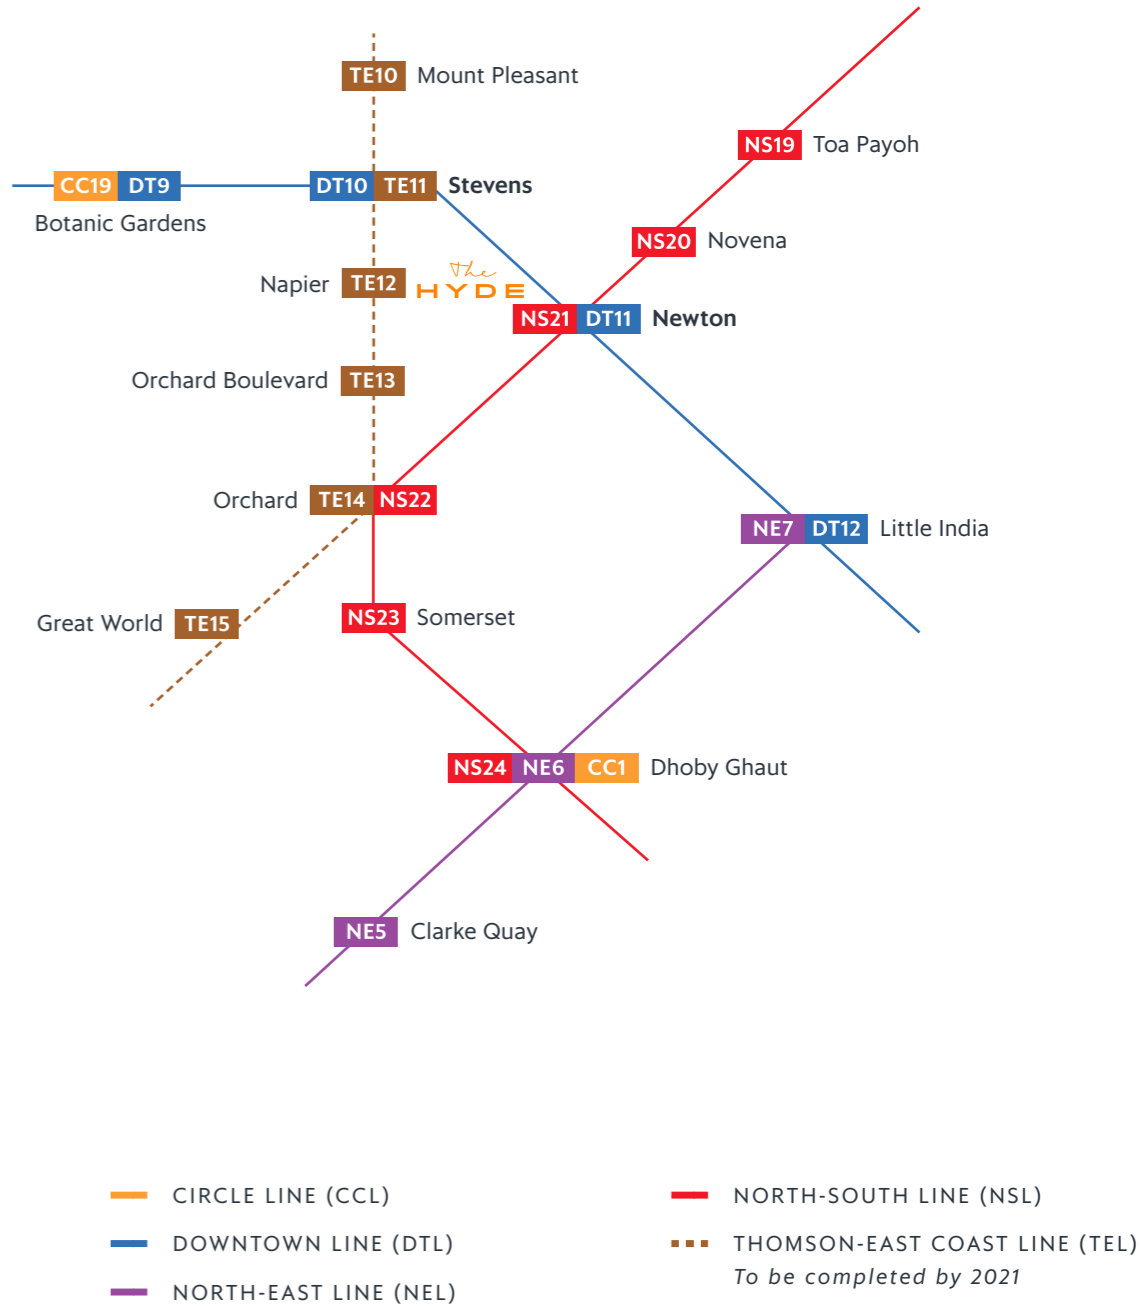 TE10 Mount Pleasant
NS19 Toa Payoh
CC19 DT9
Botanic Gardens
DT10 TE11 Stevens
NS20 Novena
Napier TE12
The
HYDE
NS21 DT11 Newton
Orchard Boulevard TE13
Orchard TE14 NS22
NE7 DT12 Little India
Great World TE15
NS23 Somerset
NS24 NE6 CC1 Dhoby Ghaut
NE5 Clarke Quay
CIRCLE LINE (CCL)
DOWNTOWN LINE (DTL)
NORTH-EAST LINE (NEL)
NORTH-SOUTH LINE (NSL)
THOMSON-EAST COAST LINE (TEL)
To be completed by 2021